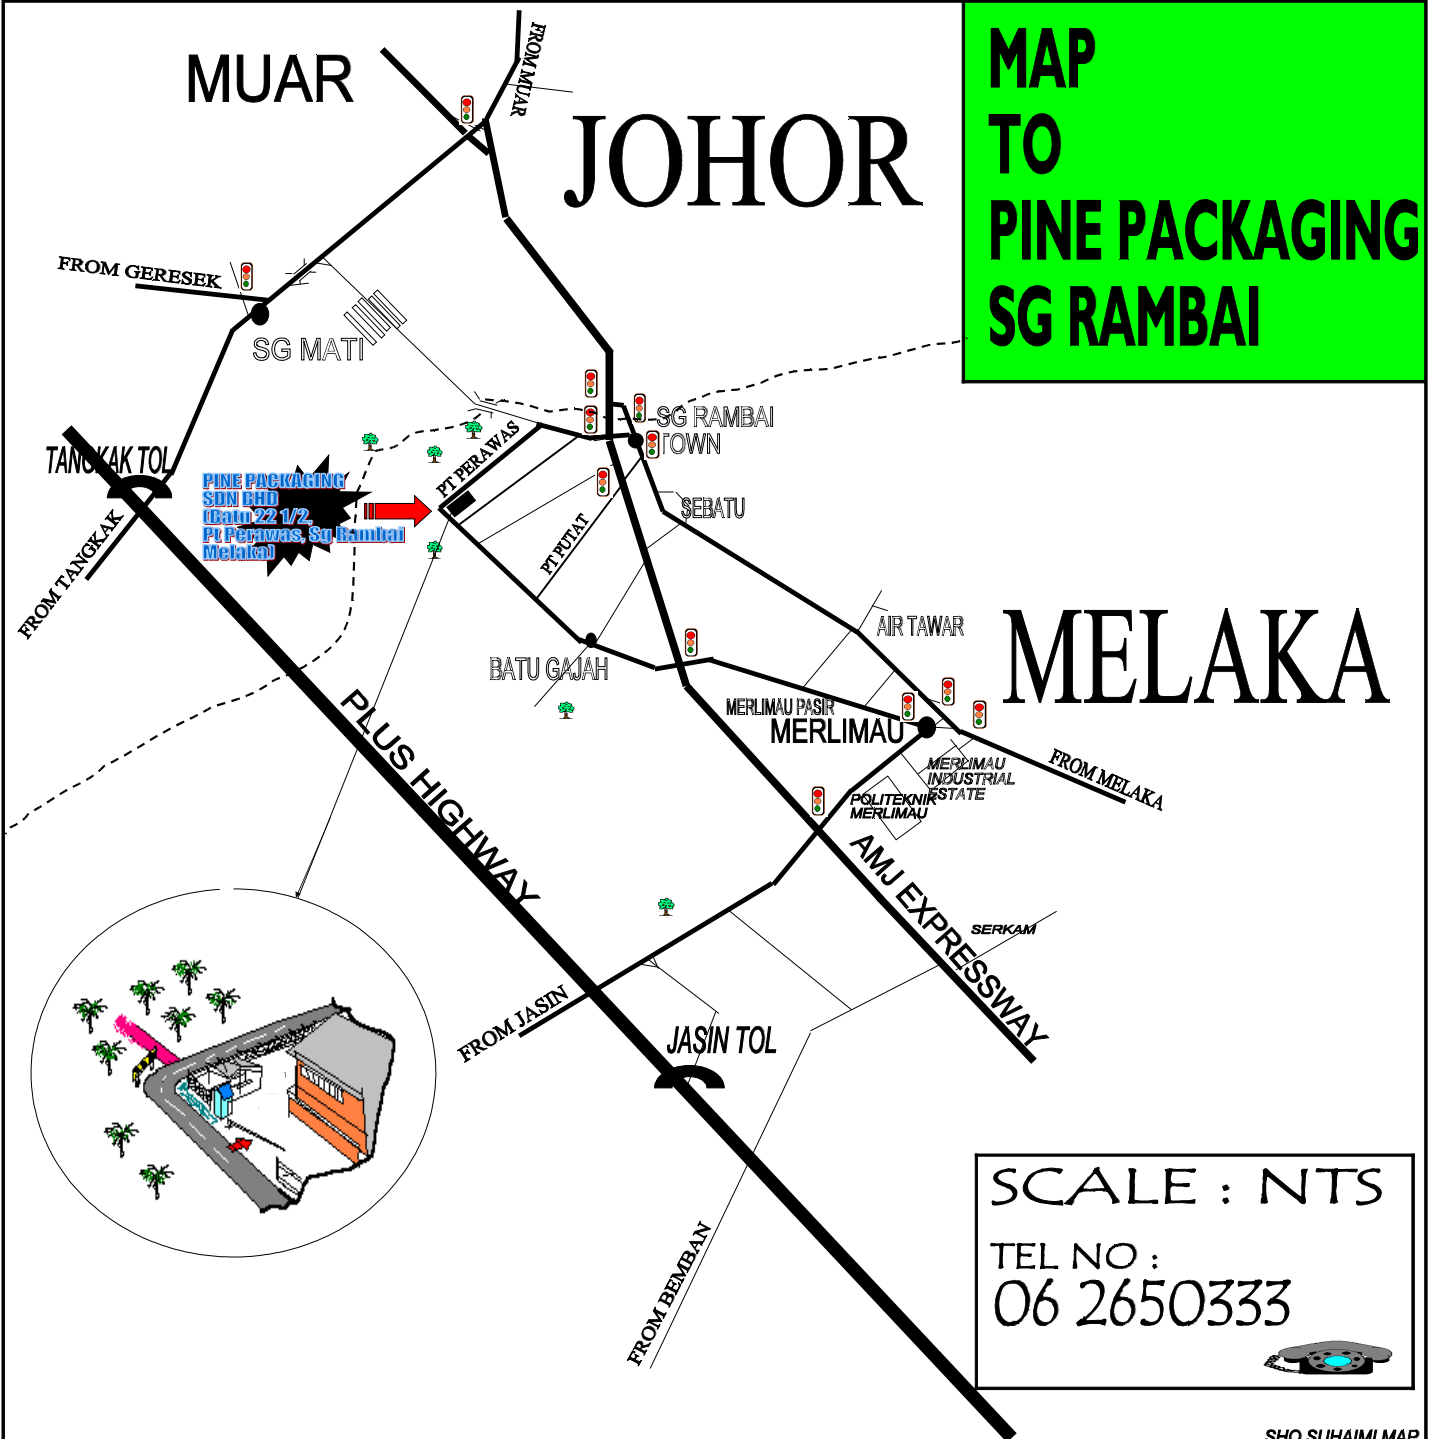 MAP
TO
PINE PACKAGING
SG RAMBAI
MUAR
FROM MUAR
JOHOR
FROM GERESEK
SG MATI
SG RAMBAI
TOWN
TANGKAK TOL
PT PERAWAS
PINE PACKAGING
SDN BHD
(Batu 22 1/2,
Pt Perawas, Sg Rambai
Melaka)
SEBATU
PT PUTAT
FROM TANGKAK
AIR TAWAR
MELAKA
BATU GAJAH
MERLIMAU PASIR
MERLIMAU
PLUS HIGHWAY
MERLIMAU
INDUSTRIAL
ESTATE
FROM MELAKA
POLITEKNIK
MERLIMAU
AMJ EXPRESSWAY
SERKAM
FROM JASIN
JASIN TOL
FROM BEMBAN
SCALE : NTS
TEL NO :
06 2650333
SHO SUHAIMI MAP